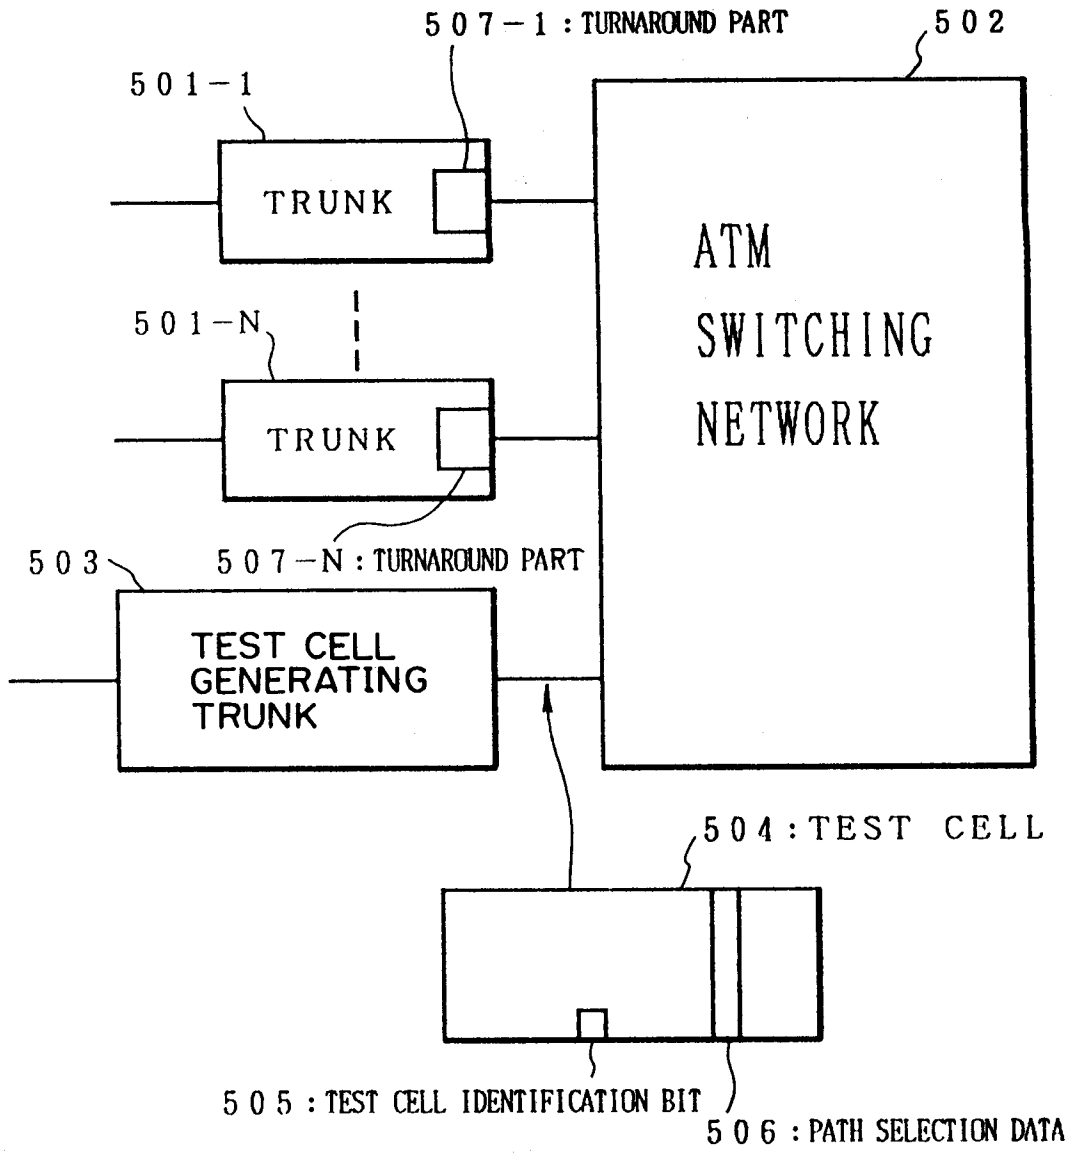 507-1 : TURNAROUND PART
502
501-1
TRUNK
ATM
SWITCHING
NETWORK
501-N
TRUNK
507-N : TURNAROUND PART
503
TEST CELL
GENERATING
TRUNK
504 : TEST CELL
505 : TEST CELL IDENTIFICATION BIT
506 : PATH SELECTION DATA